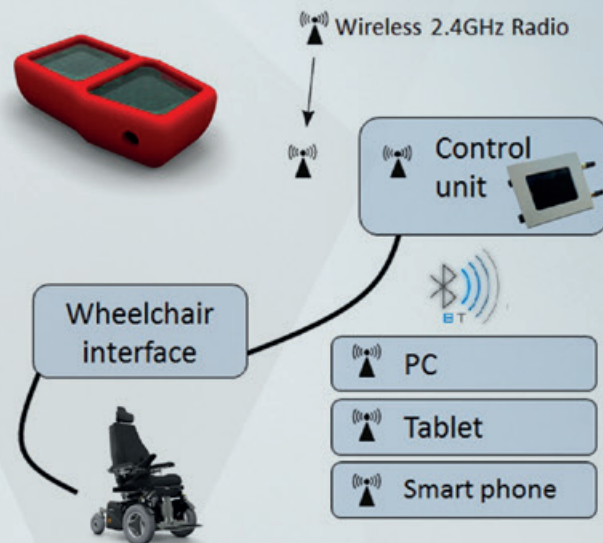 Wireless 2.4GHz Radio
Control
unit
BT
Wheelchair
interface
PC
Tablet
Smart phone